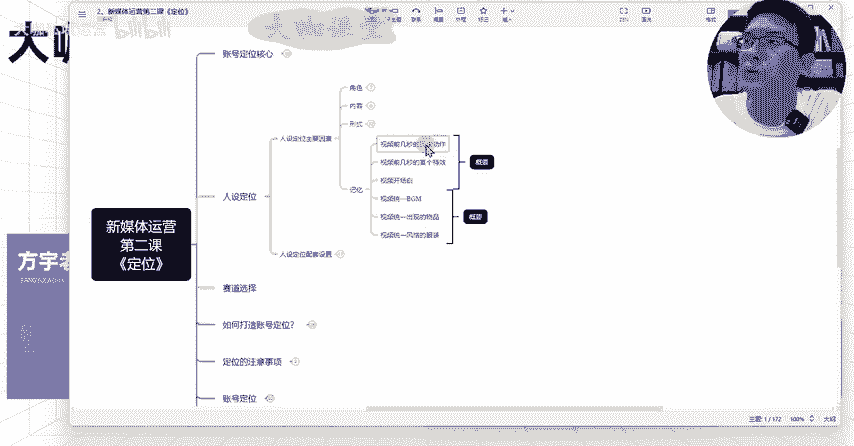 2、新媒体运营第二课《定位》
大咖课堂
bilibili
大咖
账号定位核心
角色
内容
形式
人设定位主要因素
视频前几秒的
动作
视频前几秒的某个特效
概要
人设定位
记忆
视频开场白
视频统一BGM
新媒体运营
第二课
《定位》
视频统一出现的物品
概要
视频统一风格的服装
人设定位配套设置
方宇老
赛道选择
如何打造账号定位?
定位的注意事项
账号定位
主题: 1 / 172
100%
大纲